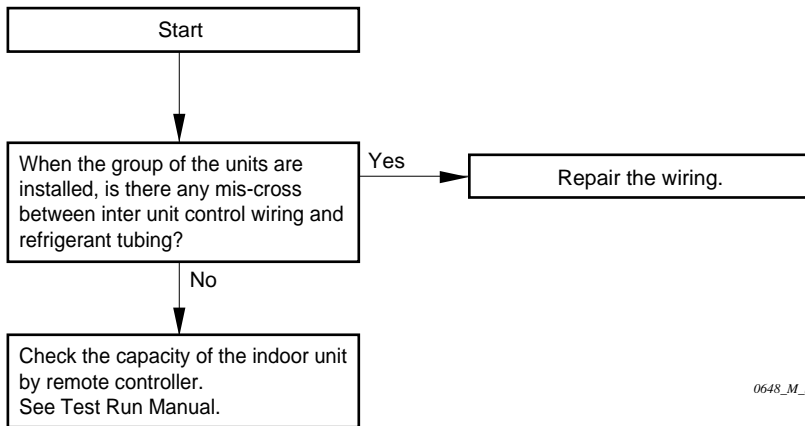 Start
When the group of the units are
installed, is there any mis-cross
between inter unit control wiring and
refrigerant tubing?
Yes
Repair the wiring.
No
Check the capacity of the indoor unit
by remote controller.
See Test Run Manual.
0648_M_